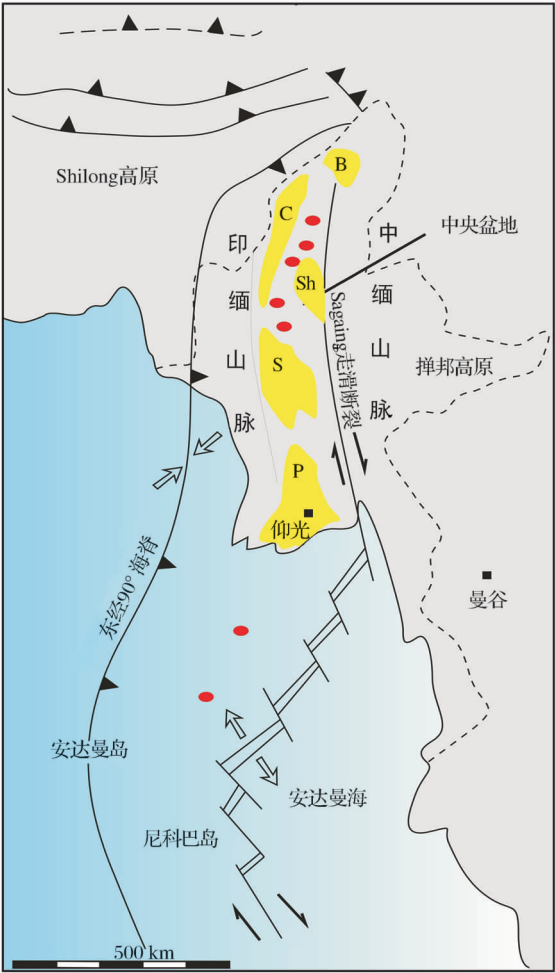 Shilong高原
B
C
印缅山脉
中缅山脉
中央盆地
Sh
Sagaing走滑断裂
掸邦高原
S
P
仰光
东经90°海脊
曼谷
安达曼岛
安达曼海
尼科巴岛
500 km